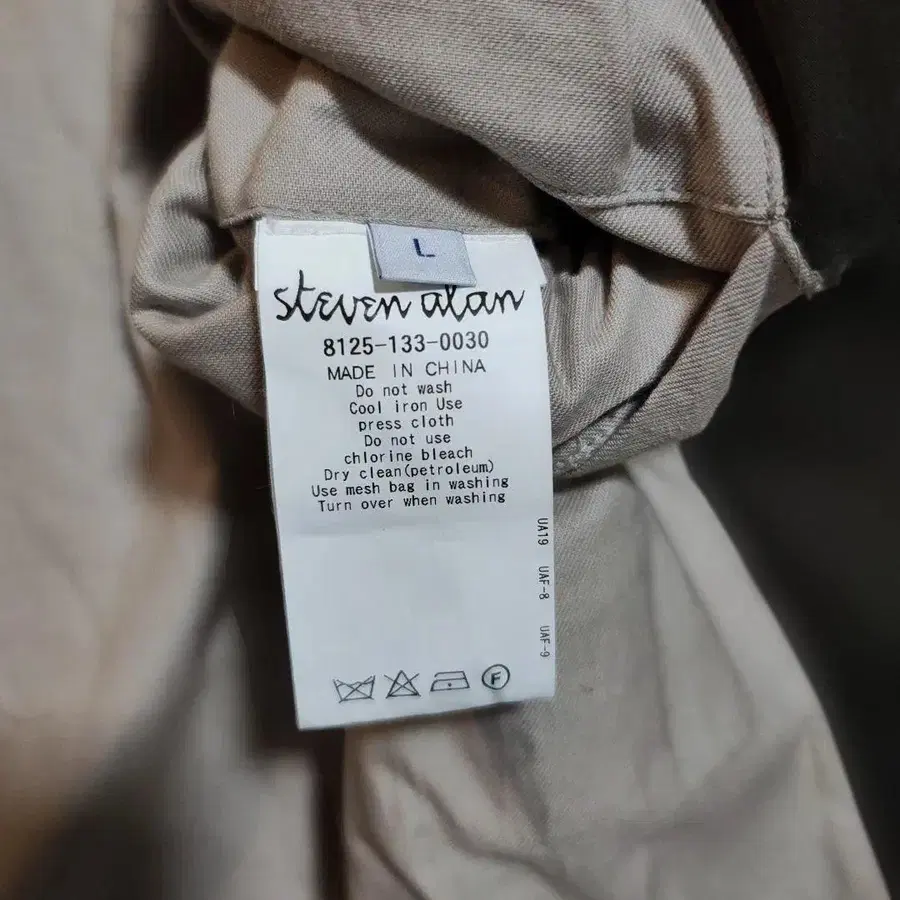 L
steven alan
8125-133-0030
MADE IN CHINA
Do not wash
Cool iron Use
press cloth
Do not use
chlorine bleach
Dry clean(petroleum)
Use mesh bag in washing
Turn over when washing
UA19 UAF-8 UAF-9
F